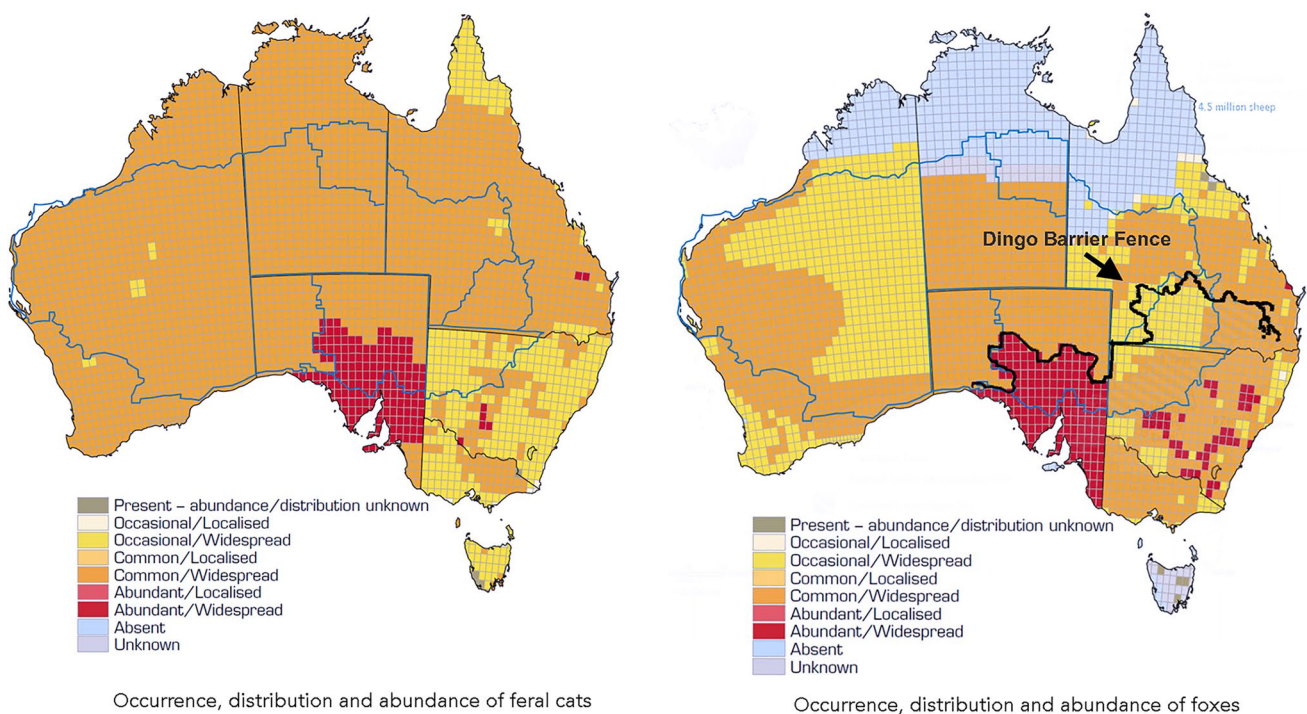 Present – abundance/distribution unknown
Occasional/Localised
Occasional/Widespread
Common/Localised
Common/Widespread
Abundant/Localised
Abundant/Widespread
Absent
Unknown
Occurrence, distribution and abundance of feral cats
4.5 million sheep
Dingo Barrier Fence
Present – abundance/distribution unknown
Occasional/Localised
Occasional/Widespread
Common/Localised
Common/Widespread
Abundant/Localised
Abundant/Widespread
Absent
Unknown
Occurrence, distribution and abundance of foxes